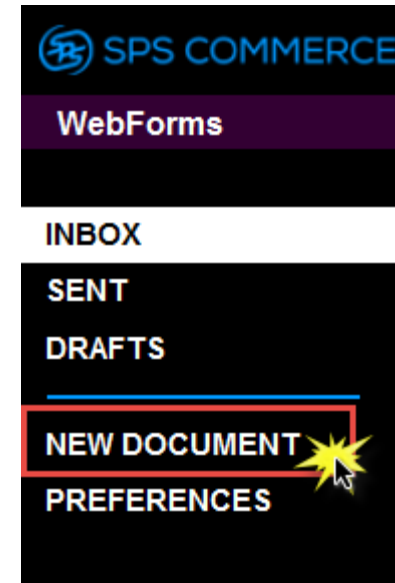 SPS COMMERCE
WebForms
INBOX
SENT
DRAFTS
NEW DOCUMENT
PREFERENCES